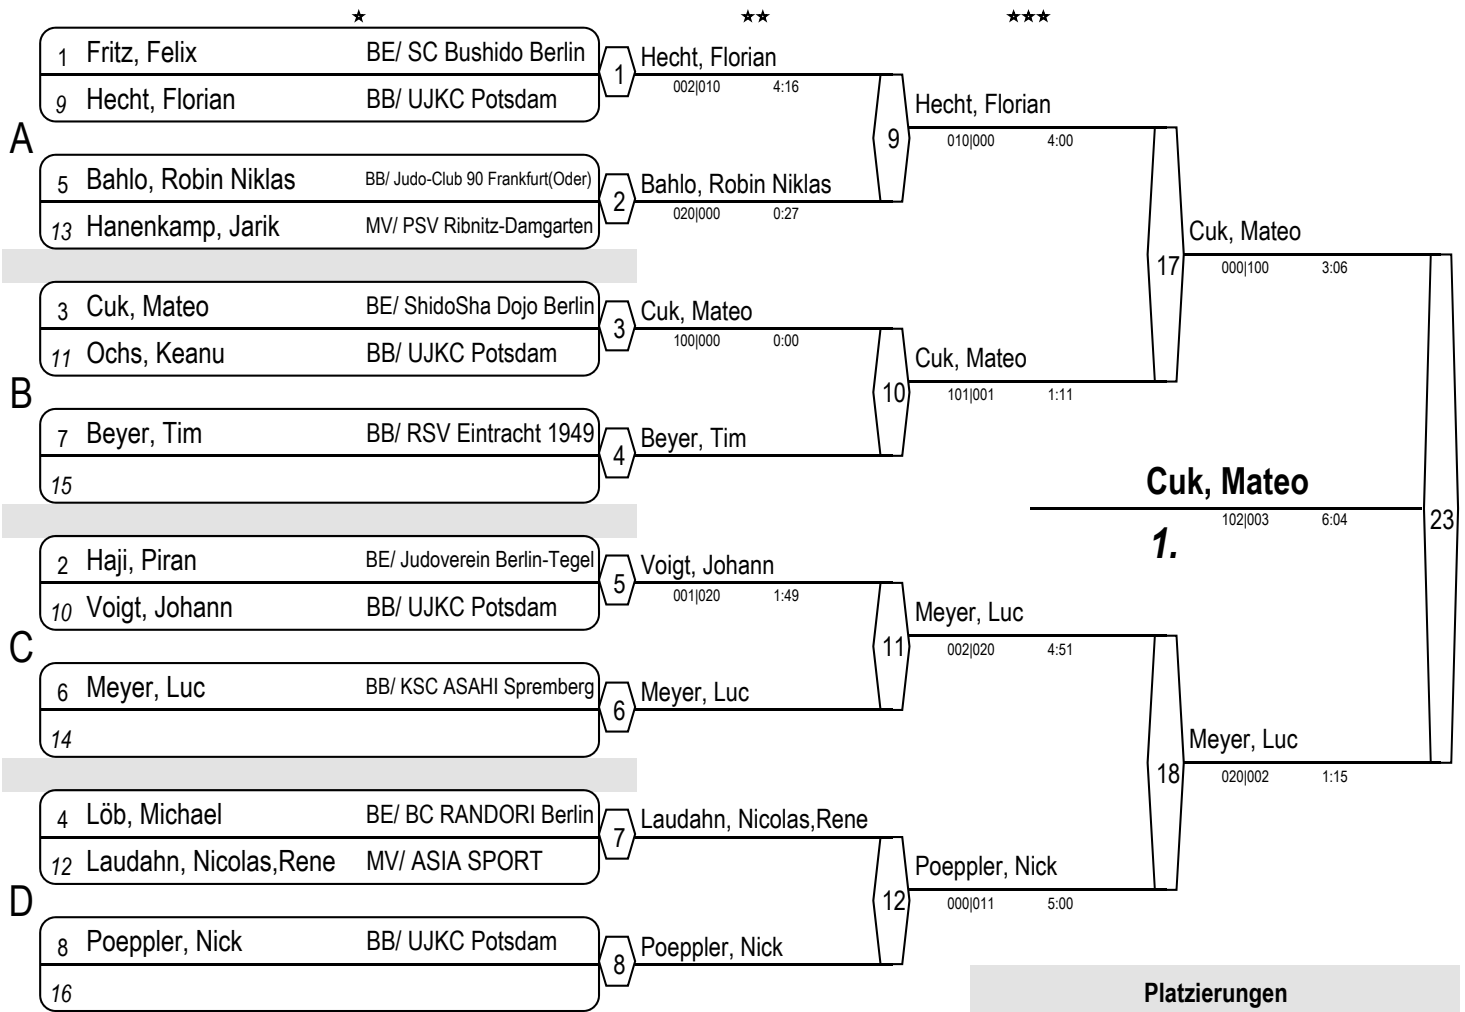 ★ ★★ ★★★
1 Fritz, Felix BE/ SC Bushido Berlin
9 Hecht, Florian BB/ UJKC Potsdam
1 Hecht, Florian
002|010 4:16
A
5 Bahlo, Robin Niklas BB/ Judo-Club 90 Frankfurt(Oder)
13 Hanenkamp, Jarik MV/ PSV Ribnitz-Damgarten
2 Bahlo, Robin Niklas
020|000 0:27
9 Hecht, Florian
010|000 4:00
3 Cuk, Mateo BE/ ShidoSha Dojo Berlin
11 Ochs, Keanu BB/ UJKC Potsdam
3 Cuk, Mateo
100|000 0:00
B
7 Beyer, Tim BB/ RSV Eintracht 1949
15
4 Beyer, Tim
10 Cuk, Mateo
101|001 1:11
17 Cuk, Mateo
000|100 3:06
2 Haji, Piran BE/ Judoverein Berlin-Tegel
10 Voigt, Johann BB/ UJKC Potsdam
5 Voigt, Johann
001|020 1:49
C
6 Meyer, Luc BB/ KSC ASAHI Spremberg
14
6 Meyer, Luc
11 Meyer, Luc
002|020 4:51
4 Löb, Michael BE/ BC RANDORI Berlin
12 Laudahn, Nicolas,Rene MV/ ASIA SPORT
7 Laudahn, Nicolas,Rene
D
8 Poeppler, Nick BB/ UJKC Potsdam
16
8 Poeppler, Nick
12 Poeppler, Nick
000|011 5:00
18 Meyer, Luc
020|002 1:15
23 Cuk, Mateo
102|003 6:04
1.
Platzierungen